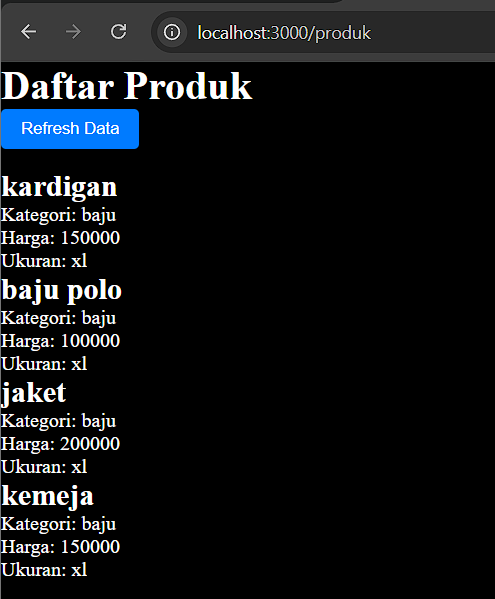 localhost:3000/produk
Daftar Produk
Refresh Data
kardigan
Kategori: baju
Harga: 150000
Ukuran: xl
baju polo
Kategori: baju
Harga: 100000
Ukuran: xl
jaket
Kategori: baju
Harga: 200000
Ukuran: xl
kemeja
Kategori: baju
Harga: 150000
Ukuran: xl